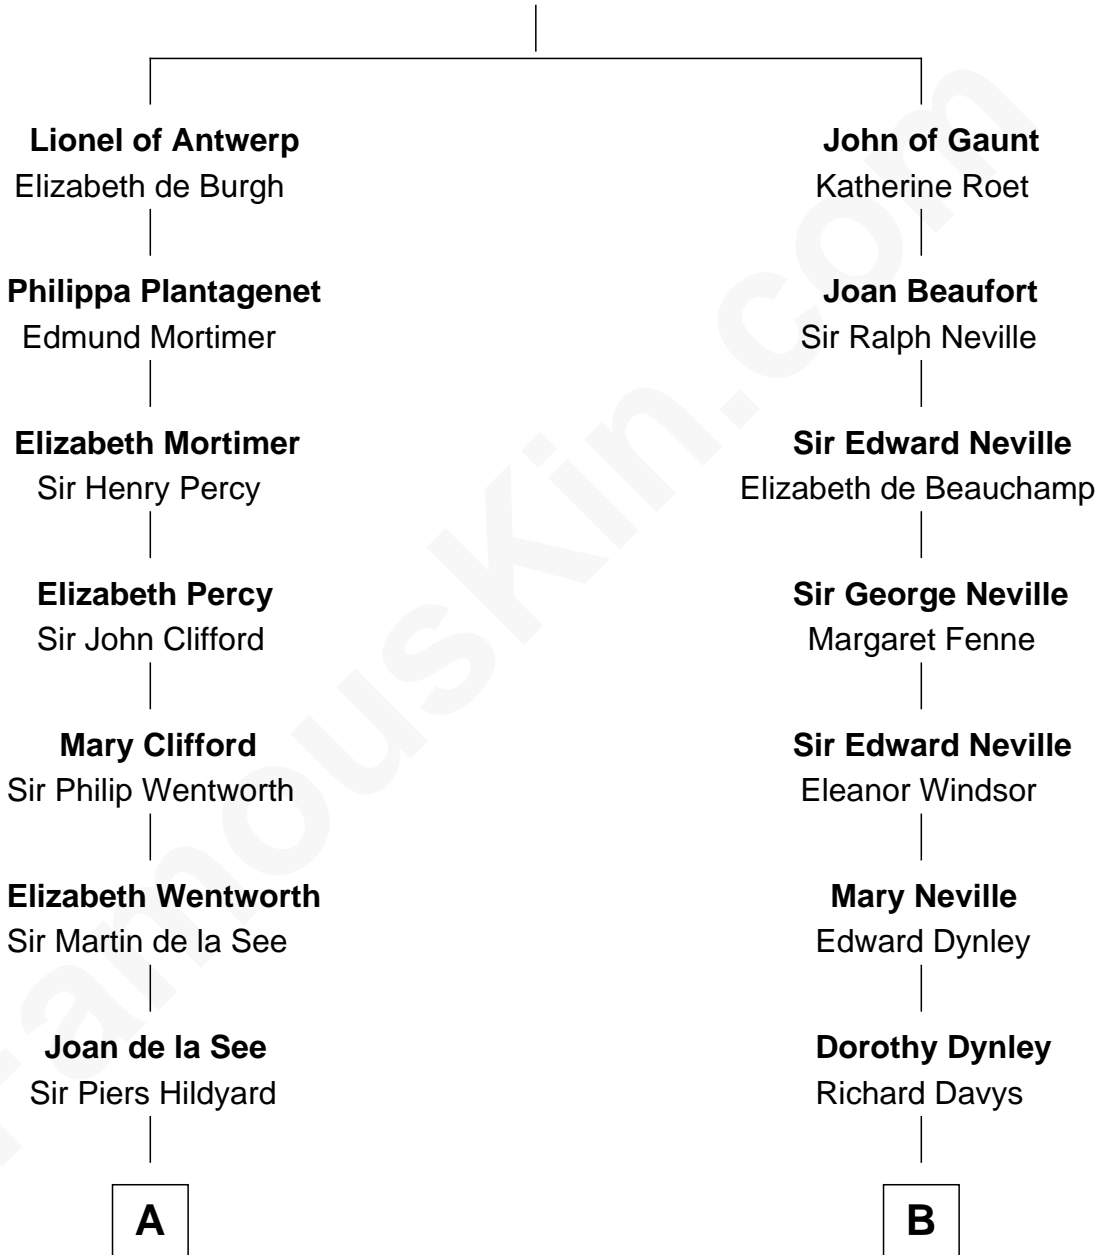 Lionel of Antwerp
Elizabeth de Burgh
Philippa Plantagenet
Edmund Mortimer
Elizabeth Mortimer
Sir Henry Percy
Elizabeth Percy
Sir John Clifford
Mary Clifford
Sir Philip Wentworth
Elizabeth Wentworth
Sir Martin de la See
Joan de la See
Sir Piers Hildyard
A
John of Gaunt
Katherine Roet
Joan Beaufort
Sir Ralph Neville
Sir Edward Neville
Elizabeth de Beauchamp
Sir George Neville
Margaret Fenne
Sir Edward Neville
Eleanor Windsor
Mary Neville
Edward Dynley
Dorothy Dynley
Richard Davys
B
FamousKin.com